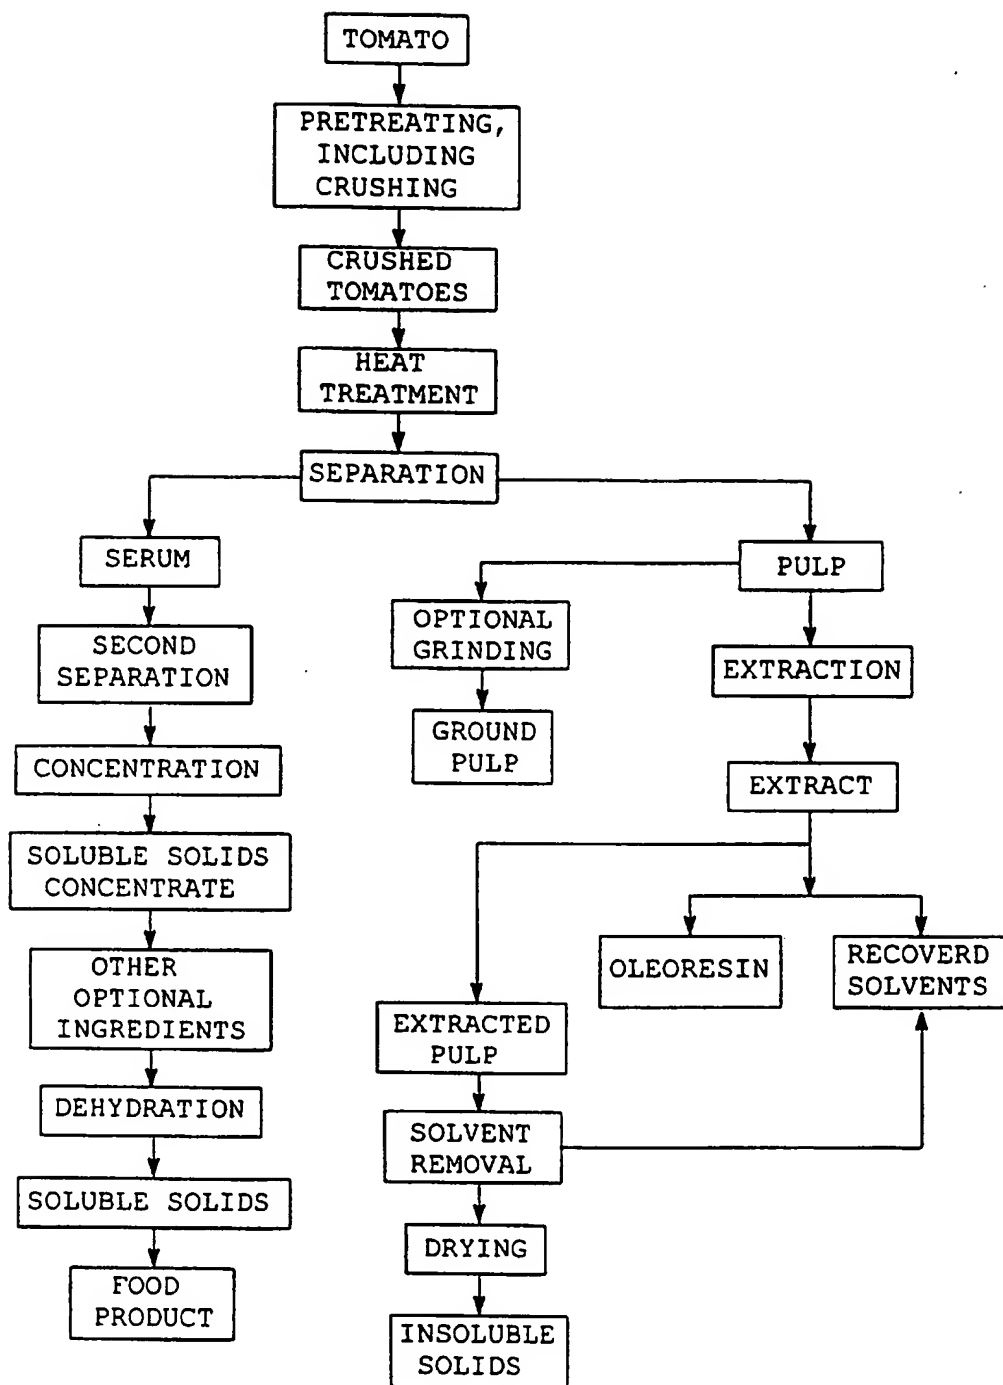 TOMATO
PRETREATING,
INCLUDING
CRUSHING
CRUSHED
TOMATOES
HEAT
TREATMENT
SEPARATION
SERUM
SECOND
SEPARATION
CONCENTRATION
SOLUBLE SOLIDS
CONCENTRATE
OTHER
OPTIONAL
INGREDIENTS
DEHYDRATION
SOLUBLE SOLIDS
FOOD
PRODUCT
PULP
OPTIONAL
GRINDING
GROUND
PULP
EXTRACTION
EXTRACT
OLEORESIN
RECOVERD
SOLVENTS
EXTRACTED
PULP
SOLVENT
REMOVAL
DRYING
INSOLUBLE
SOLIDS